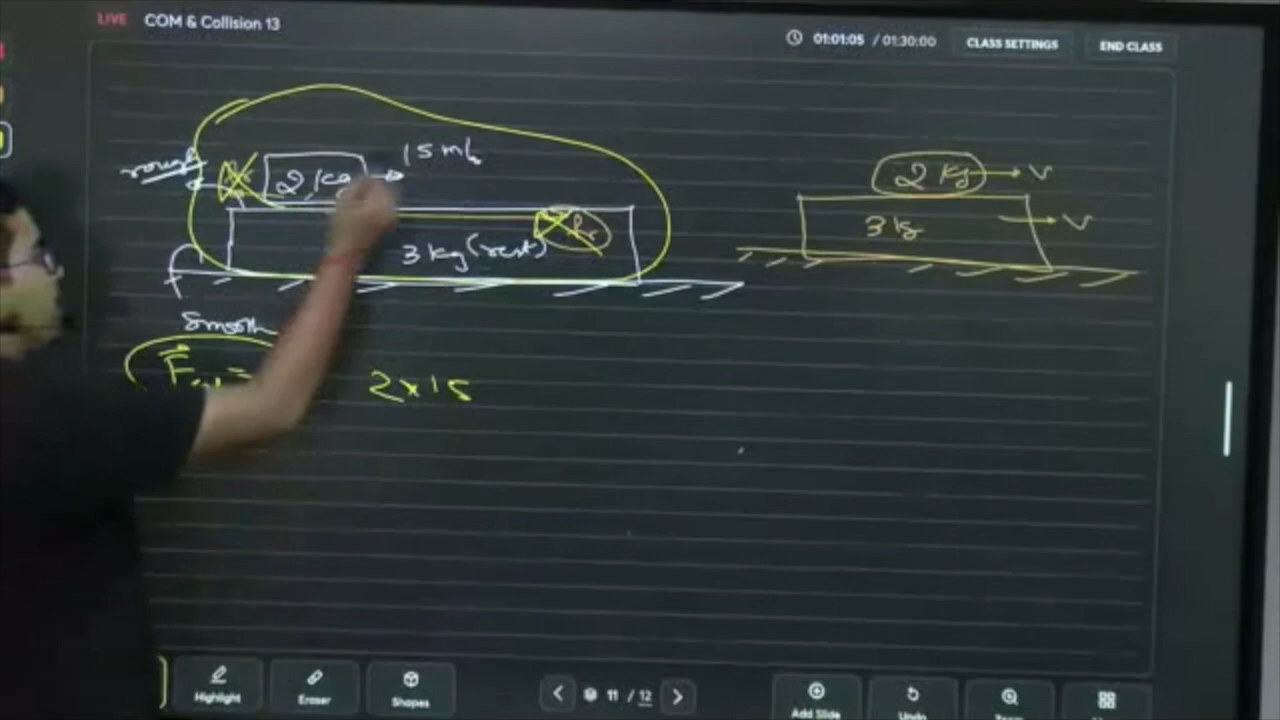 LIVE COM & Collision 13
01:01:05 / 01:30:00 CLASS SETTINGS END CLASS
rough 2 kg 15 m/s
3 kg (rest) fr
Smooth
2 kg → v
3 kg → v
2×15
Highlight Eraser Shapes 11 / 12 Add Slide Undo